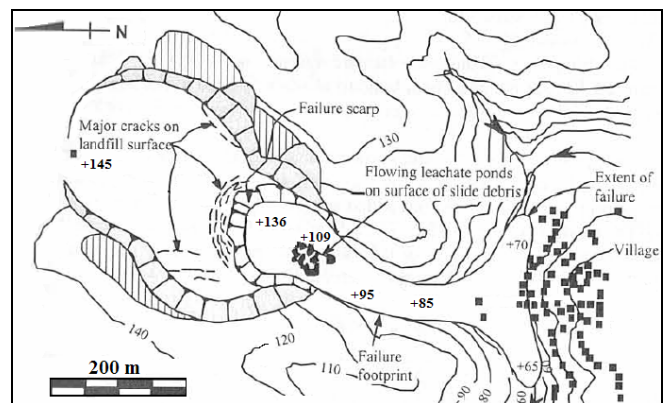 N
Failure scarp
Major cracks on
landfill surface
130
+145
Flowing leachate ponds
on surface of slide debris
Extent of
failure
+136
+109
+70
Village
+95
+85
140
120
110
Failure
footprint
+65
90
80
60
200 m